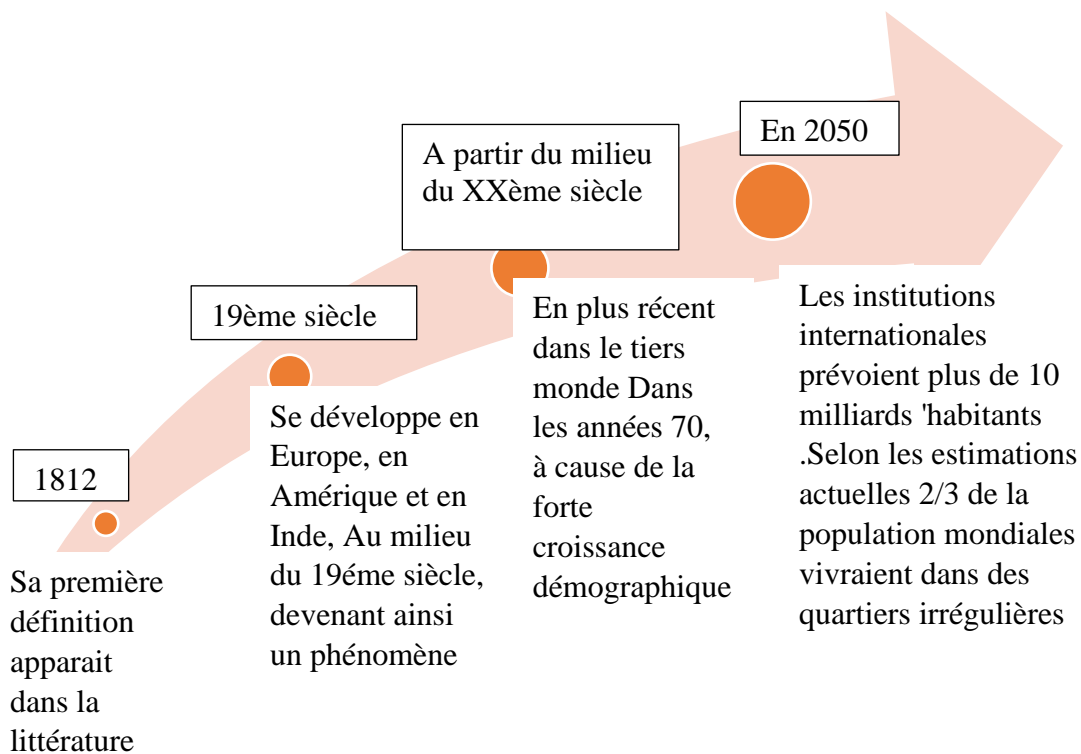 1812
Sa première
définition
apparait
dans la
littérature
19ème siècle
Se développe en
Europe, en
Amérique et en
Inde, Au milieu
du 19éme siècle,
devenant ainsi
un phénomène
A partir du milieu
du XXème siècle
En plus récent
dans le tiers
monde Dans
les années 70,
à cause de la
forte
croissance
démographique
En 2050
Les institutions
internationales
prévoient plus de 10
milliards 'habitants
.Selon les estimations
actuelles 2/3 de la
population mondiales
vivraient dans des
quartiers irrégulières